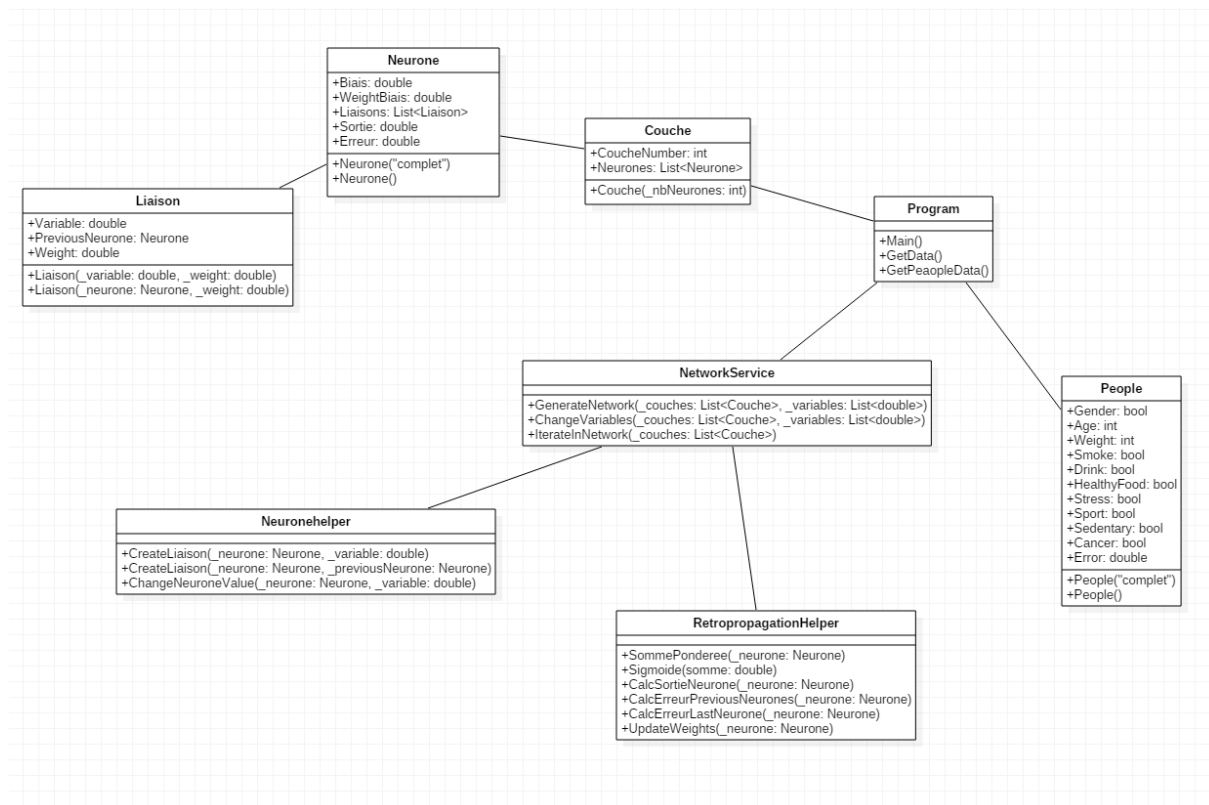 Neurone
+Biais: double
+WeightBiais: double
+Liaisons: List<Liaison>
+Sortie: double
+Erreur: double
+Neurone("complet")
+Neurone()
Couche
+CoucheNumber: int
+Neurones: List<Neurone>
+Couche(_nbNeurones: int)
Liaison
+Variable: double
+PreviousNeurone: Neurone
+Weight: double
+Liaison(_variable: double, _weight: double)
+Liaison(_neurone: Neurone, _weight: double)
Program
+Main()
+GetData()
+GetPeaopleData()
NetworkService
+GenerateNetwork(_couches: List<Couche>, _variables: List<double>)
+ChangeVariables(_couches: List<Couche>, _variables: List<double>)
+IterateInNetwork(_couches: List<Couche>)
People
+Gender: bool
+Age: int
+Weight: int
+Smoke: bool
+Drink: bool
+HealthyFood: bool
+Stress: bool
+Sport: bool
+Sedentary: bool
+Cancer: bool
+Error: double
+People("complet")
+People()
Neuronehelper
+CreateLiaison(_neurone: Neurone, _variable: double)
+CreateLiaison(_neurone: Neurone, _previousNeurone: Neurone)
+ChangeNeuroneValue(_neurone: Neurone, _variable: double)
RetropropagationHelper
+SommePonderee(_neurone: Neurone)
+Sigmoide(somme: double)
+CalcSortieNeurone(_neurone: Neurone)
+CalcErreurPreviousNeurones(_neurone: Neurone)
+CalcErreurLastNeurone(_neurone: Neurone)
+UpdateWeights(_neurone: Neurone)